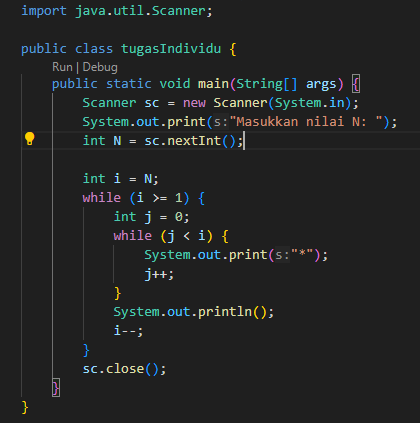 import java.util.Scanner;
public class tugasIndividu {
Run | Debug
public static void main(String[] args) {
Scanner sc = new Scanner(System.in);
System.out.print(s:"Masukkan nilai N: ");
int N = sc.nextInt();
int i = N;
while (i >= 1) {
int j = 0;
while (j < i) {
System.out.print(s:"*");
j++;
}
System.out.println();
i--;
}
sc.close();
}
}